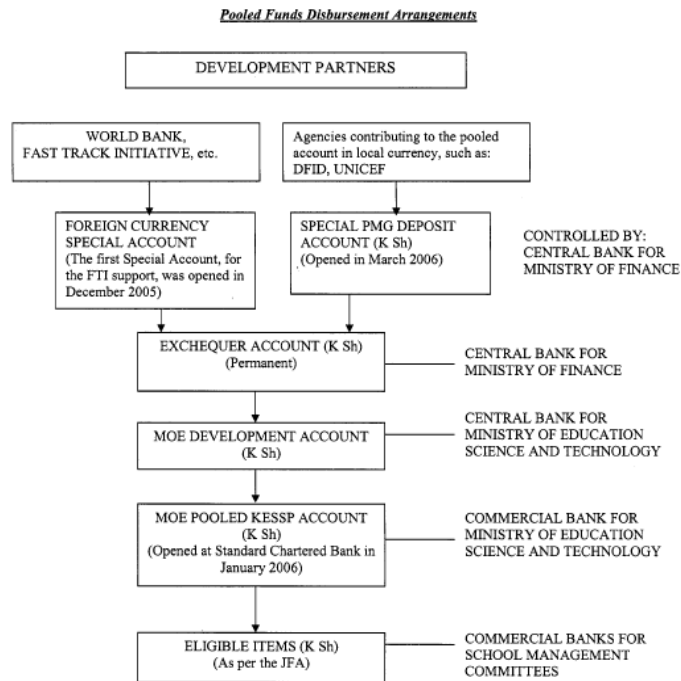 Pooled Funds Disbursement Arrangements
DEVELOPMENT PARTNERS
WORLD BANK,
FAST TRACK INITIATIVE, etc.
Agencies contributing to the pooled
account in local currency, such as:
DFID, UNICEF
FOREIGN CURRENCY
SPECIAL ACCOUNT
(The first Special Account, for
the FTI support, was opened in
December 2005)
SPECIAL PMG DEPOSIT
ACCOUNT (K Sh)
(Opened in March 2006)
CONTROLLED BY:
CENTRAL BANK FOR
MINISTRY OF FINANCE
EXCHEQUER ACCOUNT (K Sh)
(Permanent)
CENTRAL BANK FOR
MINISTRY OF FINANCE
MOE DEVELOPMENT ACCOUNT
(K Sh)
CENTRAL BANK FOR
MINISTRY OF EDUCATION
SCIENCE AND TECHNOLOGY
MOE POOLED KESSP ACCOUNT
(K Sh)
(Opened at Standard Chartered Bank in
January 2006)
COMMERCIAL BANK FOR
MINISTRY OF EDUCATION
SCIENCE AND TECHNOLOGY
ELIGIBLE ITEMS (K Sh)
(As per the JFA)
COMMERCIAL BANKS FOR
SCHOOL MANAGEMENT
COMMITTEES